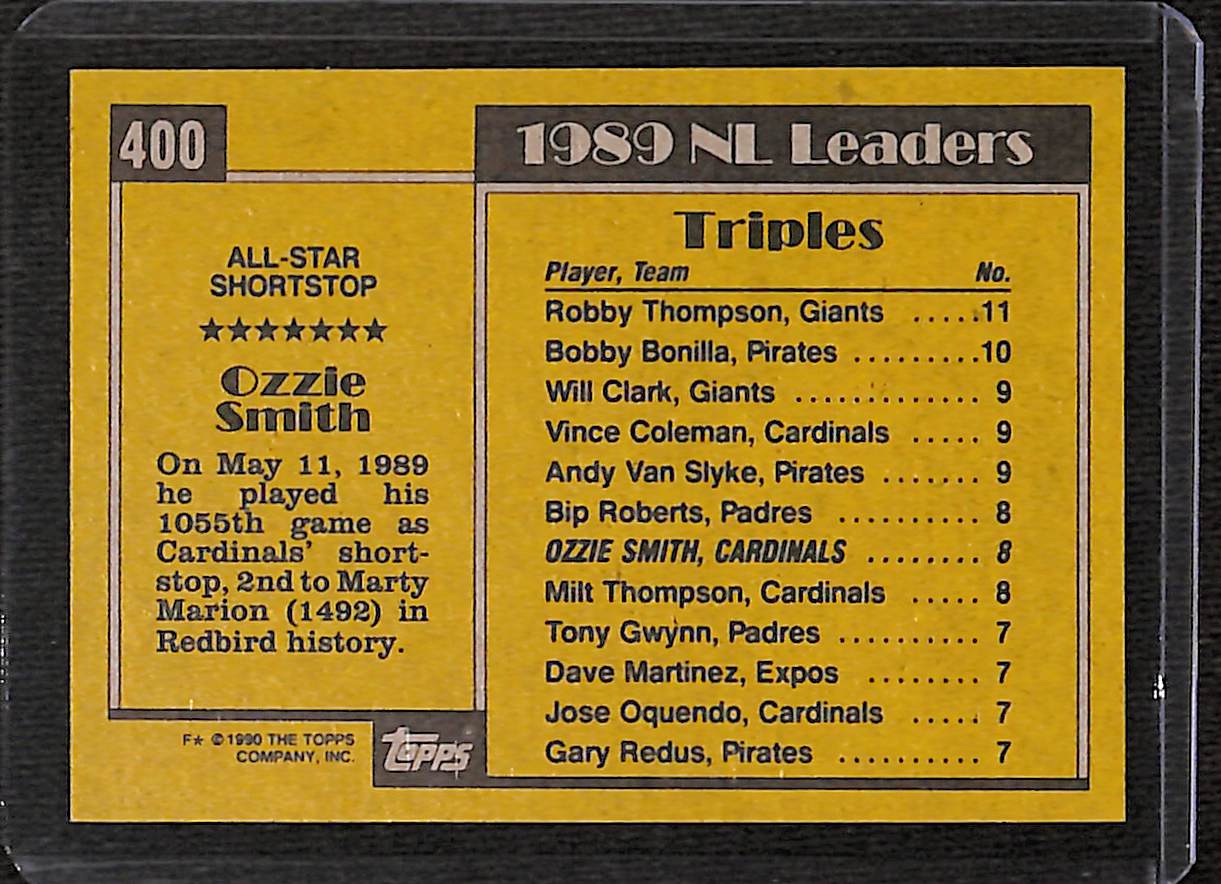 400
ALL-STAR
SHORTSTOP
★★★★★★★
Ozzie
Smith
On May 11, 1989
he played his
1055th game as
Cardinals' short-
stop, 2nd to Marty
Marion (1492) in
Redbird history.
F★ ©1990 THE TOPPS
COMPANY, INC.
TOPPS
1989 NL Leaders
Triples
Player, Team No.
Robby Thompson, Giants .....11
Bobby Bonilla, Pirates .........10
Will Clark, Giants ............. 9
Vince Coleman, Cardinals ..... 9
Andy Van Slyke, Pirates ....... 9
Bip Roberts, Padres .......... 8
OZZIE SMITH, CARDINALS ........ 8
Milt Thompson, Cardinals ..... 8
Tony Gwynn, Padres .......... 7
Dave Martinez, Expos ........ 7
Jose Oquendo, Cardinals ..... 7
Gary Redus, Pirates .......... 7